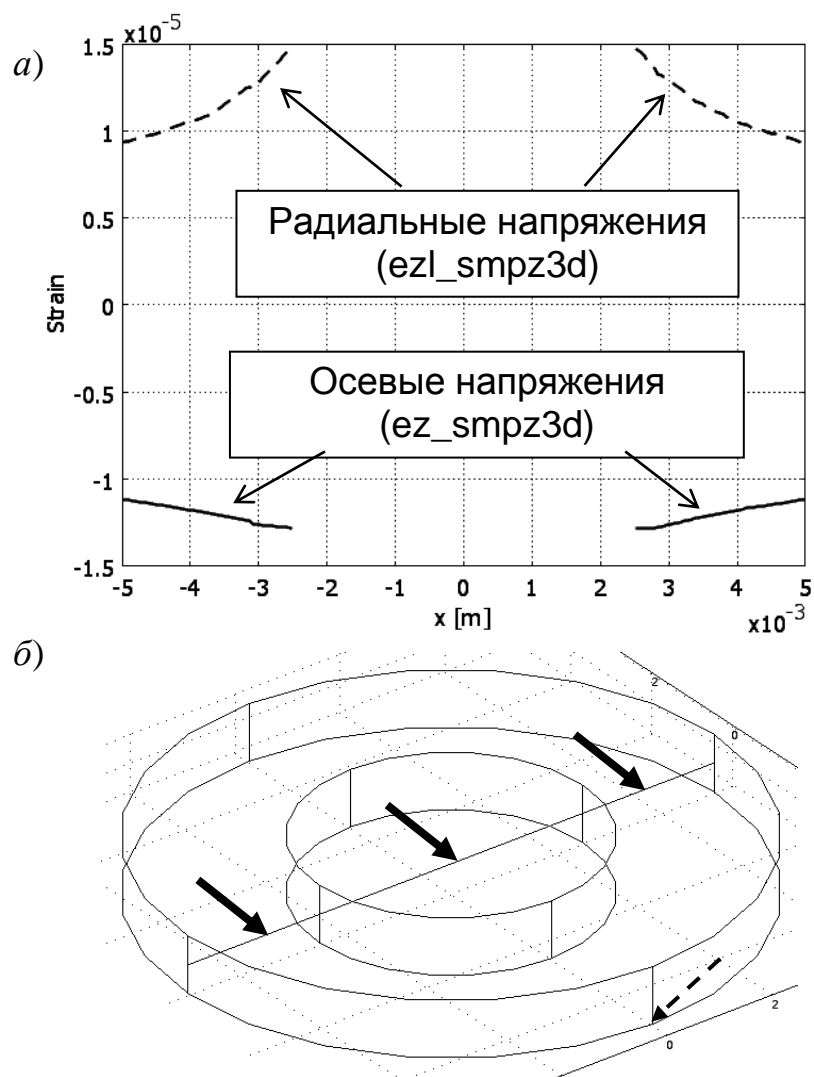 а)
x10^-5
1.5
1
0.5
0
-0.5
-1
-1.5
Strain
Радиальные напряжения
(ezl_smpz3d)
Осевые напряжения
(ez_smpz3d)
-5 -4 -3 -2 -1 0 1 2 3 4 5
x [m]
x10^-3
б)
2
0
2
0